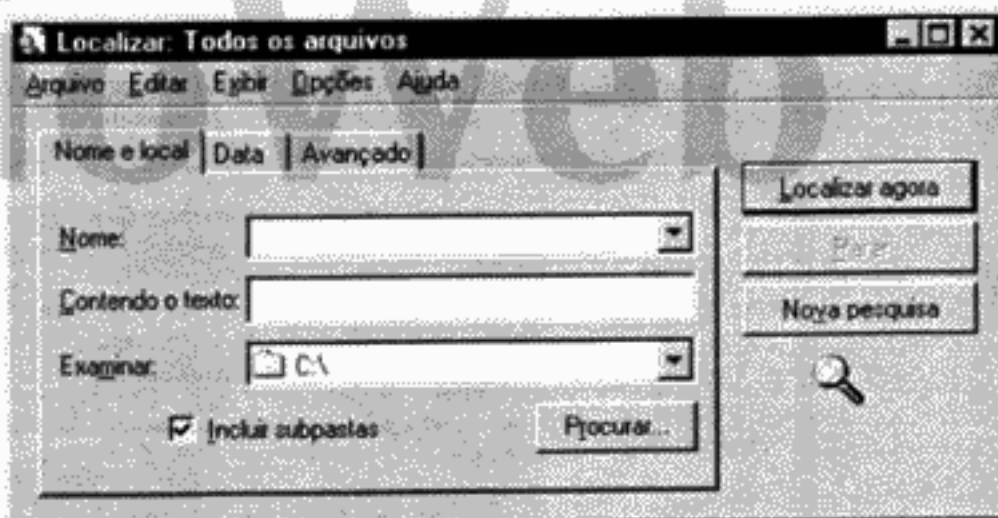 Localizar: Todos os arquivos
Arquivo Editar Exibir Opções Ajuda
Nome e local Data Avançado
Nome:
Contendo o texto:
Examinar: C:\
Incluir subpastas
Procurar...
Localizar agora
Parar
Nova pesquisa